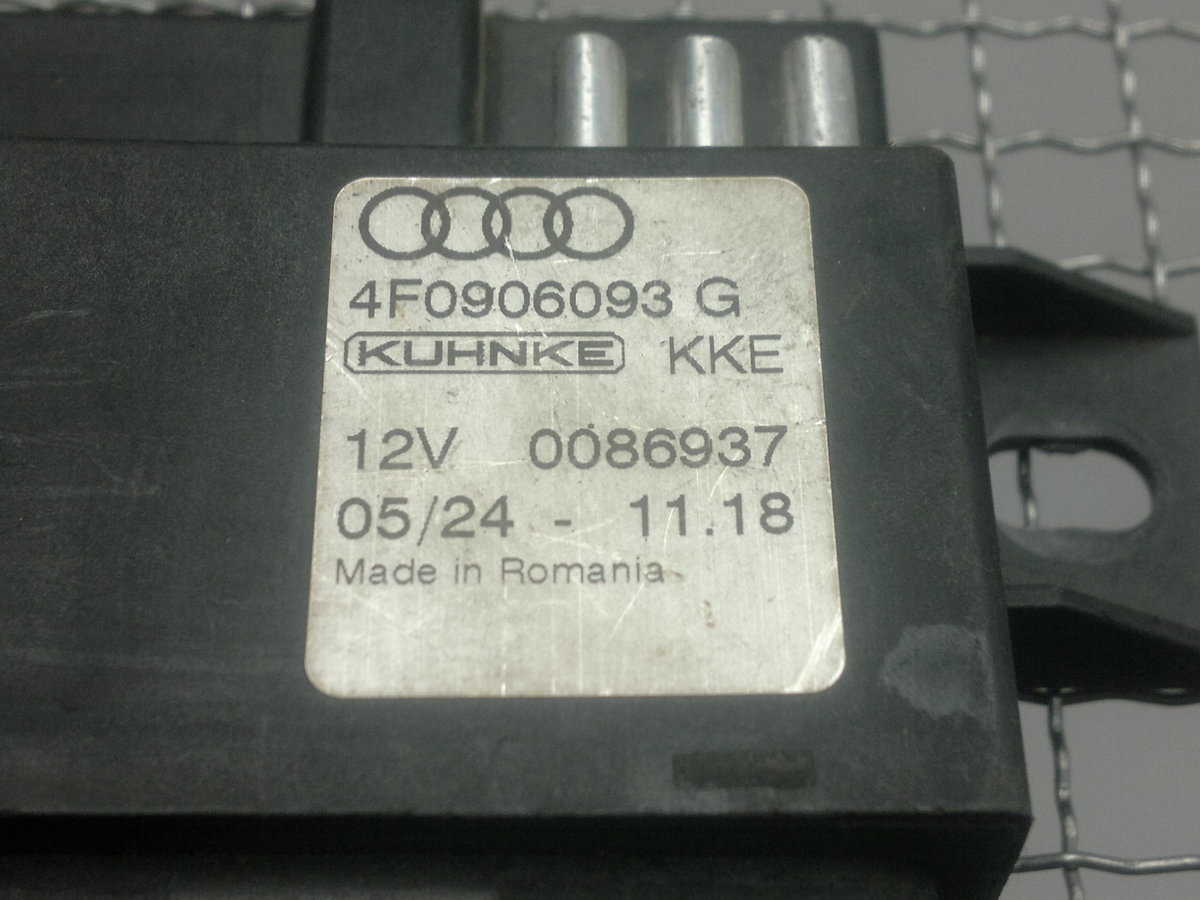 4F0906093 G
KUHNKE KKE
12V 0086937
05/24 - 11.18
Made in Romania